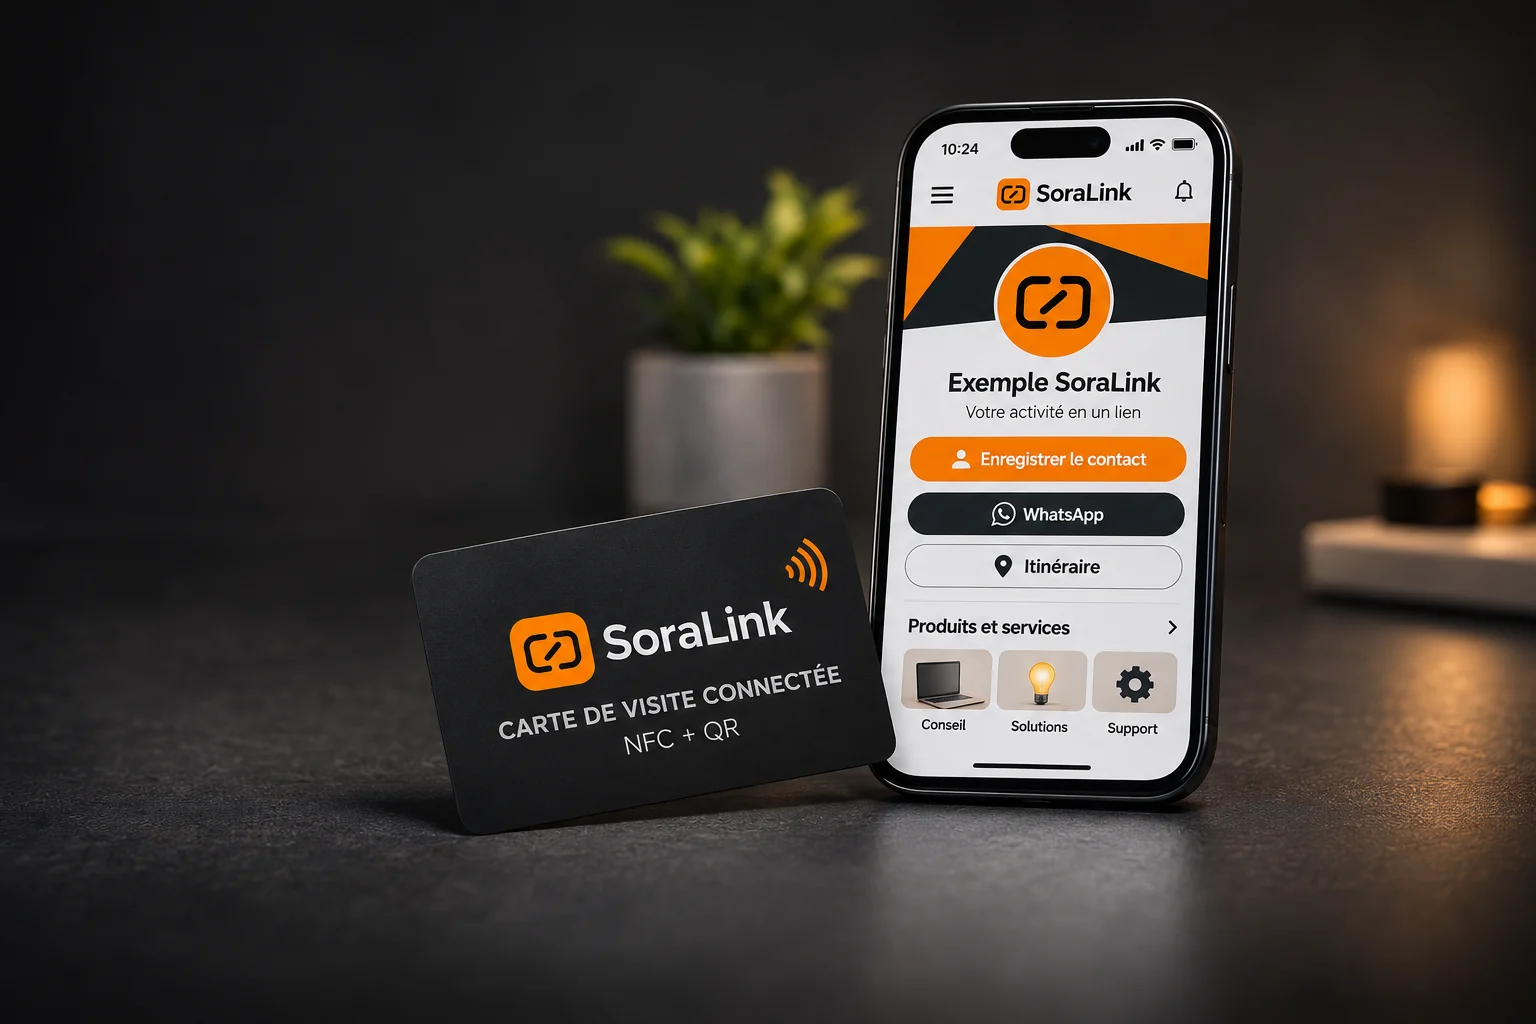 SoraLink
CARTE DE VISITE CONNECTÉE
NFC + QR
10:24
SoraLink
Exemple SoraLink
Votre activité en un lien
Enregistrer le contact
WhatsApp
Itinéraire
Produits et services
Conseil
Solutions
Support